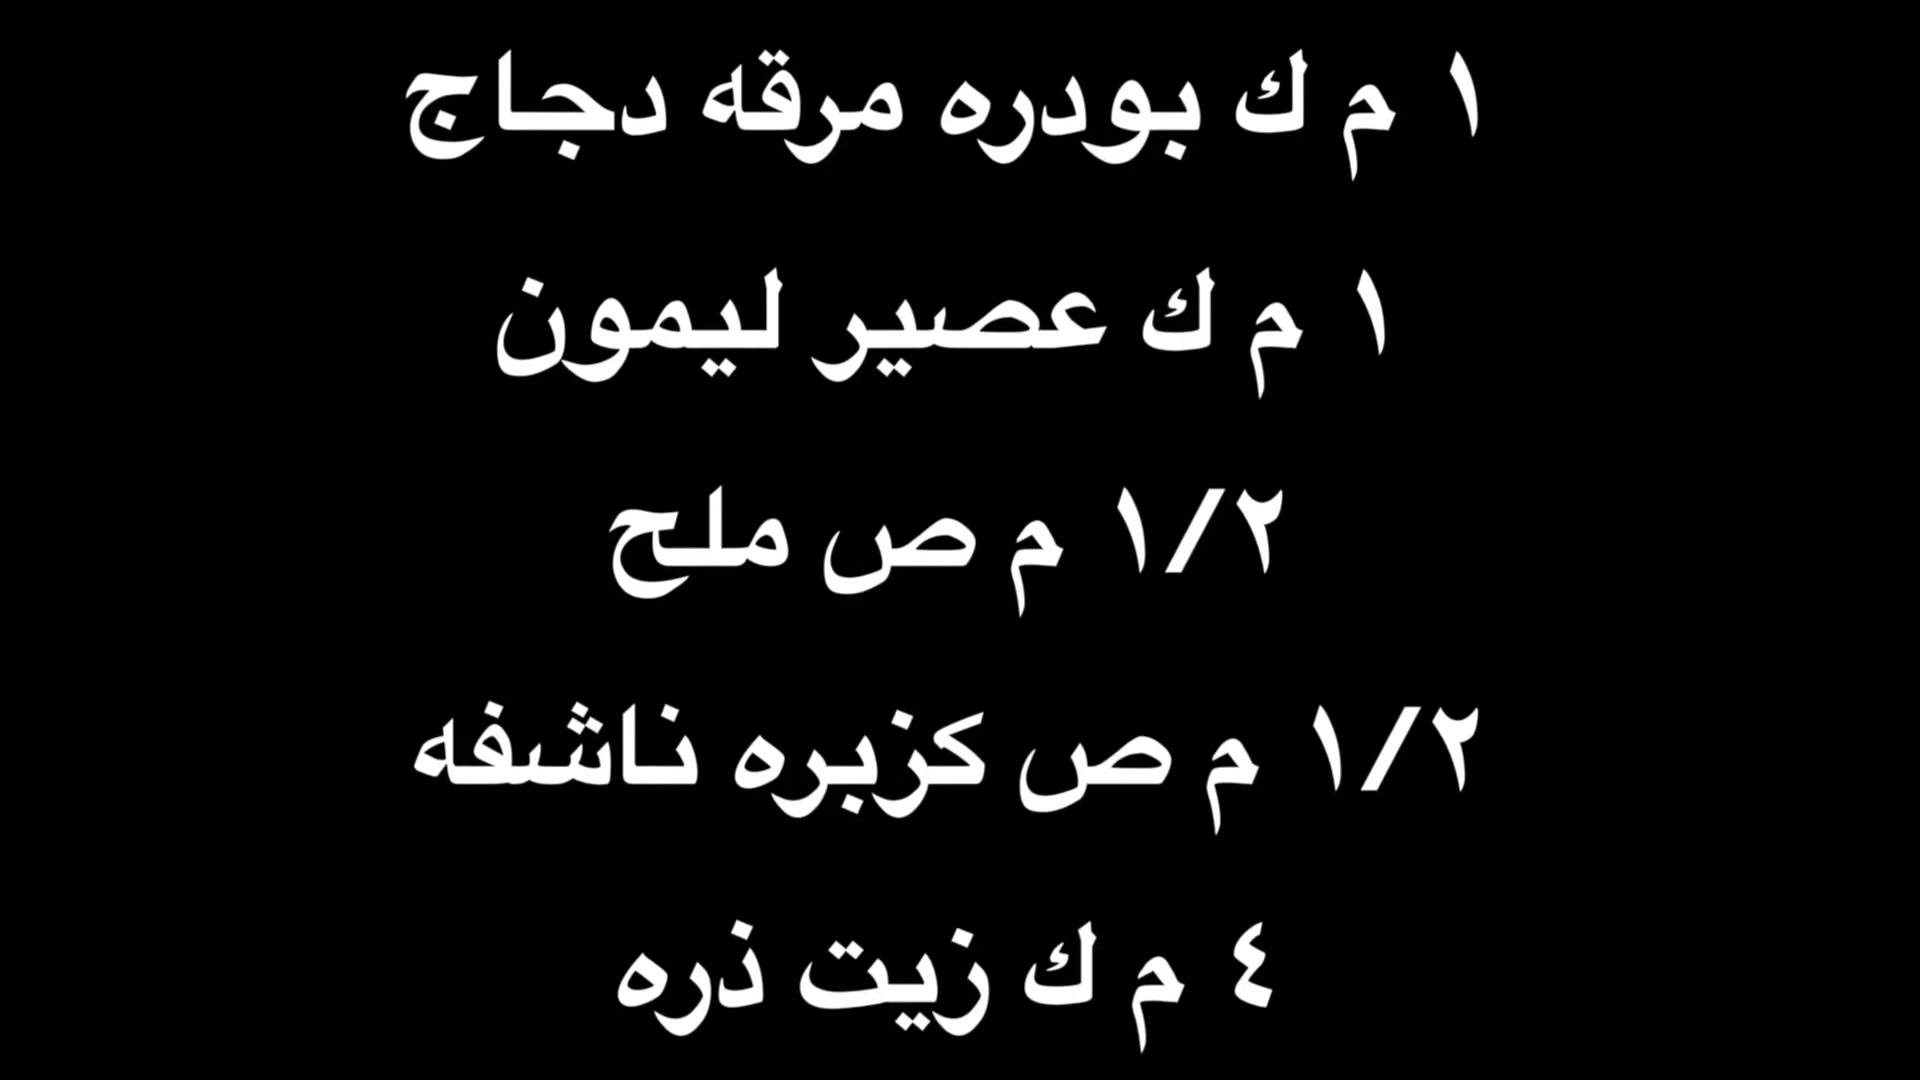 ١ م ك بودره مرقه دجاج
١ م ك عصير ليمون
١/٢ م ص ملح
١/٢ م ص كزبره ناشفه
٤ م ك زيت ذره